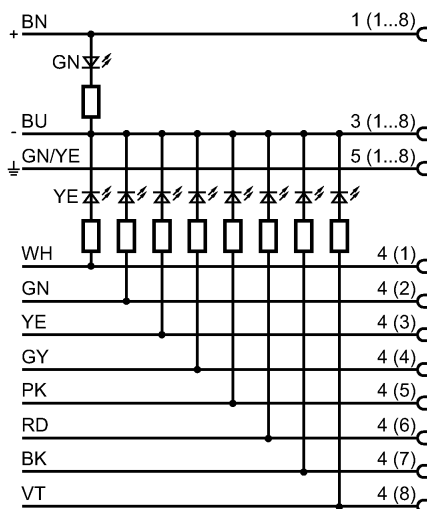 BN 1 (1...8)
+
GN
BU 3 (1...8)
-
GN/YE 5 (1...8)
YE
WH 4 (1)
GN 4 (2)
YE 4 (3)
GY 4 (4)
PK 4 (5)
RD 4 (6)
BK 4 (7)
VT 4 (8)